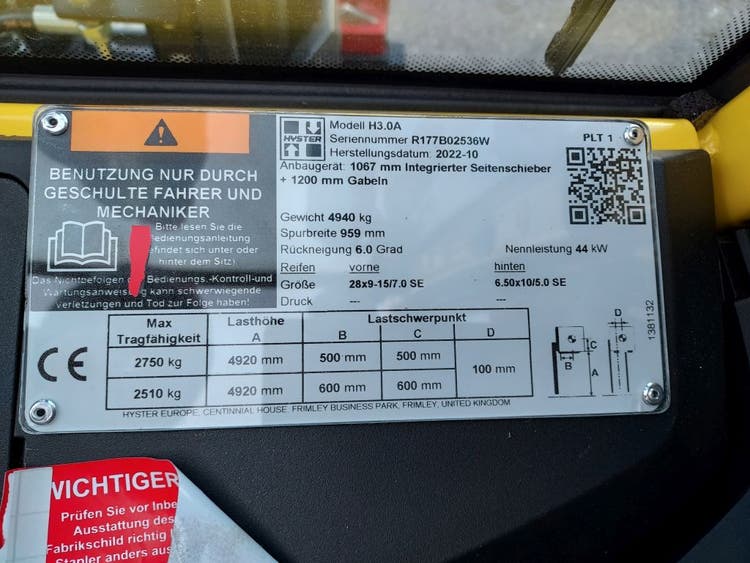 BENUTZUNG NUR DURCH
GESCHULTE FAHRER UND
MECHANIKER
Bitte lesen Sie die
Bedienungsanleitung
(befindet sich unter oder
hinter dem Sitz).
Das Nichtbefolgen der Bedienungs,-Kontroll-und
Wartungsanweisung kann schwerwiegende
verletzungen und Tod zur Folge haben!
HYSTER
Modell H3.0A
Seriennummer R177B02536W
Herstellungsdatum: 2022-10
PLT 1
Anbaugerät: 1067 mm Integrierter Seitenschieber
+ 1200 mm Gabeln
Gewicht 4940 kg
Spurbreite 959 mm
Rückneigung 6.0 Grad Nennleistung 44 kW
Reifen vorne hinten
Größe 28x9-15/7.0 SE 6.50x10/5.0 SE
Druck --- ---
Max Tragfähigkeit Lasthöhe Lastschwerpunkt
A B C D
2750 kg 4920 mm 500 mm 500 mm 100 mm
2510 kg 4920 mm 600 mm 600 mm
CE
D
C
B
A
1381132
HYSTER EUROPE, CENTINNIAL HOUSE, FRIMLEY BUSINESS PARK, FRIMLEY, UNITED KINGDOM
WICHTIGER
Prüfen Sie vor Inbe
Ausstattung des
Fabrikschild richtig
Stapler anders aus